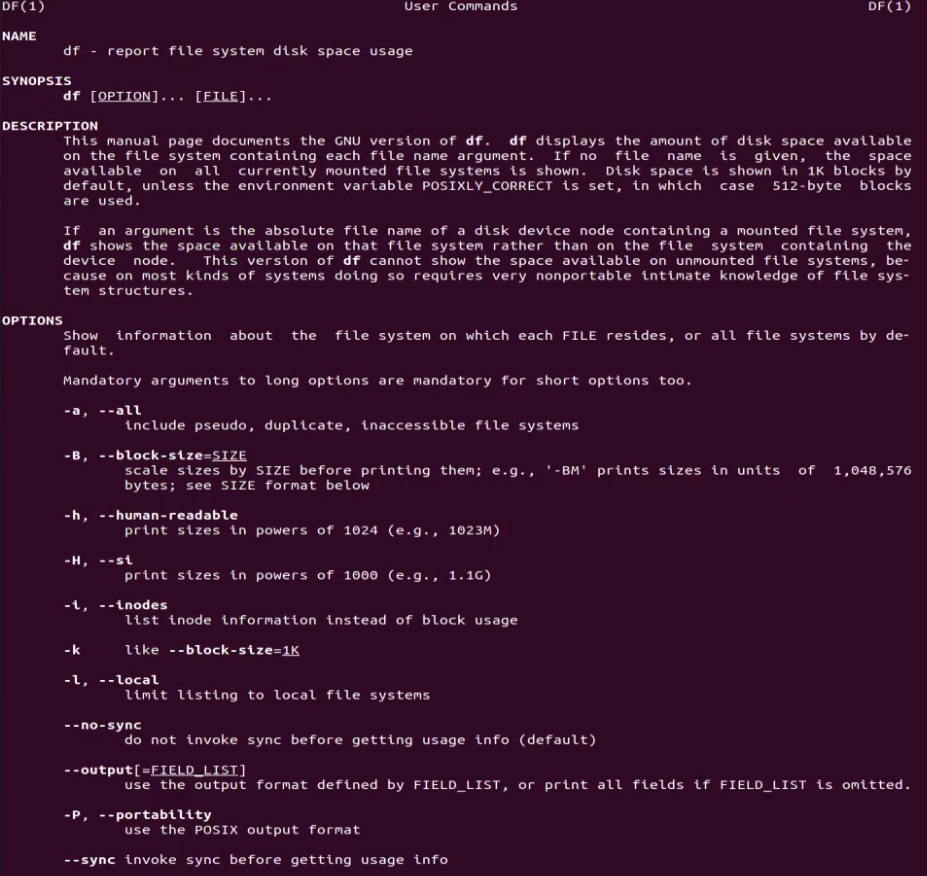 DF(1) User Commands DF(1)
NAME
df - report file system disk space usage
SYNOPSIS
df [OPTION]... [FILE]...
DESCRIPTION
This manual page documents the GNU version of df. df displays the amount of disk space available
on the file system containing each file name argument. If no file name is given, the space
available on all currently mounted file systems is shown. Disk space is shown in 1K blocks by
default, unless the environment variable POSIXLY_CORRECT is set, in which case 512-byte blocks
are used.
If an argument is the absolute file name of a disk device node containing a mounted file system,
df shows the space available on that file system rather than on the file system containing the
device node. This version of df cannot show the space available on unmounted file systems, be-
cause on most kinds of systems doing so requires very nonportable intimate knowledge of file sys-
tem structures.
OPTIONS
Show information about the file system on which each FILE resides, or all file systems by de-
fault.
Mandatory arguments to long options are mandatory for short options too.
-a, --all
include pseudo, duplicate, inaccessible file systems
-B, --block-size=SIZE
scale sizes by SIZE before printing them; e.g., '-BM' prints sizes in units of 1,048,576
bytes; see SIZE format below
-h, --human-readable
print sizes in powers of 1024 (e.g., 1023M)
-H, --si
print sizes in powers of 1000 (e.g., 1.1G)
-i, --inodes
list inode information instead of block usage
-k like --block-size=1K
-l, --local
limit listing to local file systems
--no-sync
do not invoke sync before getting usage info (default)
--output[=FIELD_LIST]
use the output format defined by FIELD_LIST, or print all fields if FIELD_LIST is omitted.
-P, --portability
use the POSIX output format
--sync invoke sync before getting usage info